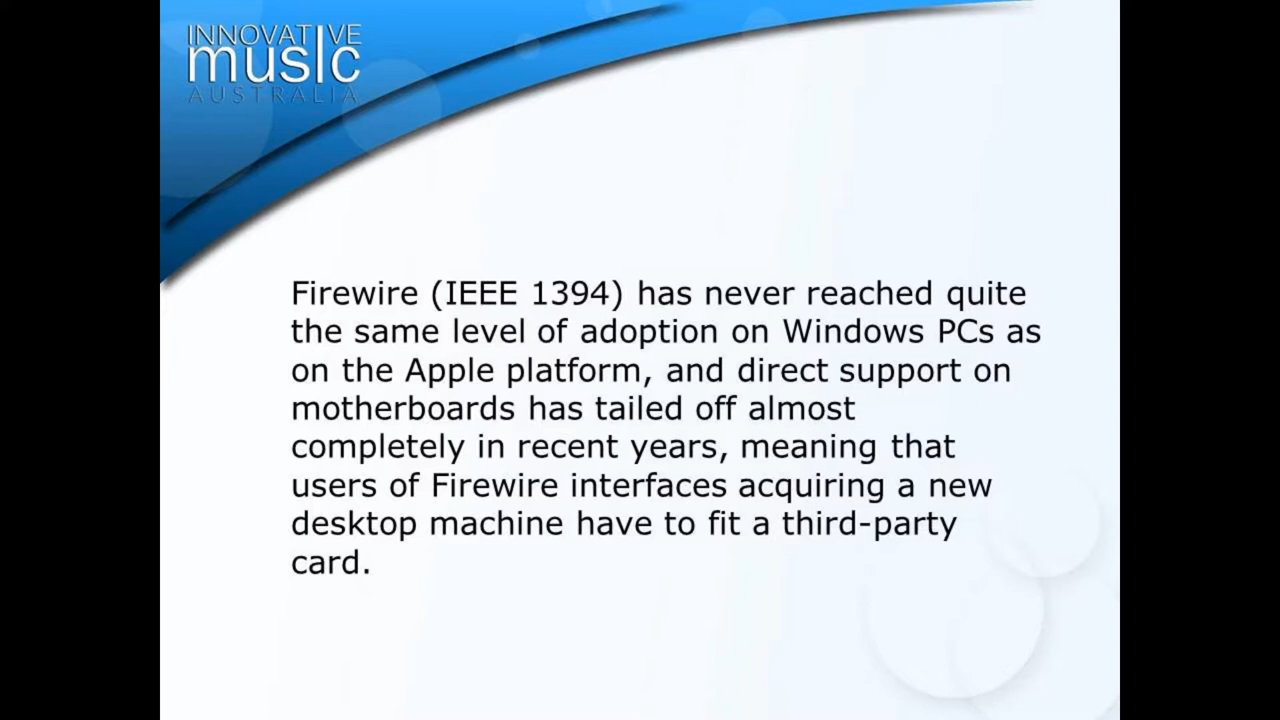 INNOVATIVE
music
AUSTRALIA
Firewire (IEEE 1394) has never reached quite
the same level of adoption on Windows PCs as
on the Apple platform, and direct support on
motherboards has tailed off almost
completely in recent years, meaning that
users of Firewire interfaces acquiring a new
desktop machine have to fit a third-party
card.